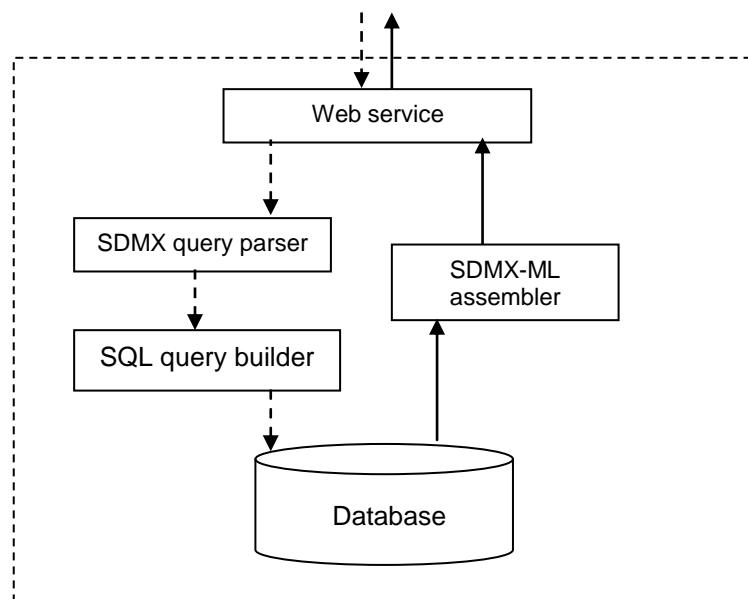 Web service
SDMX query parser
SDMX-ML
assembler
SQL query builder
Database